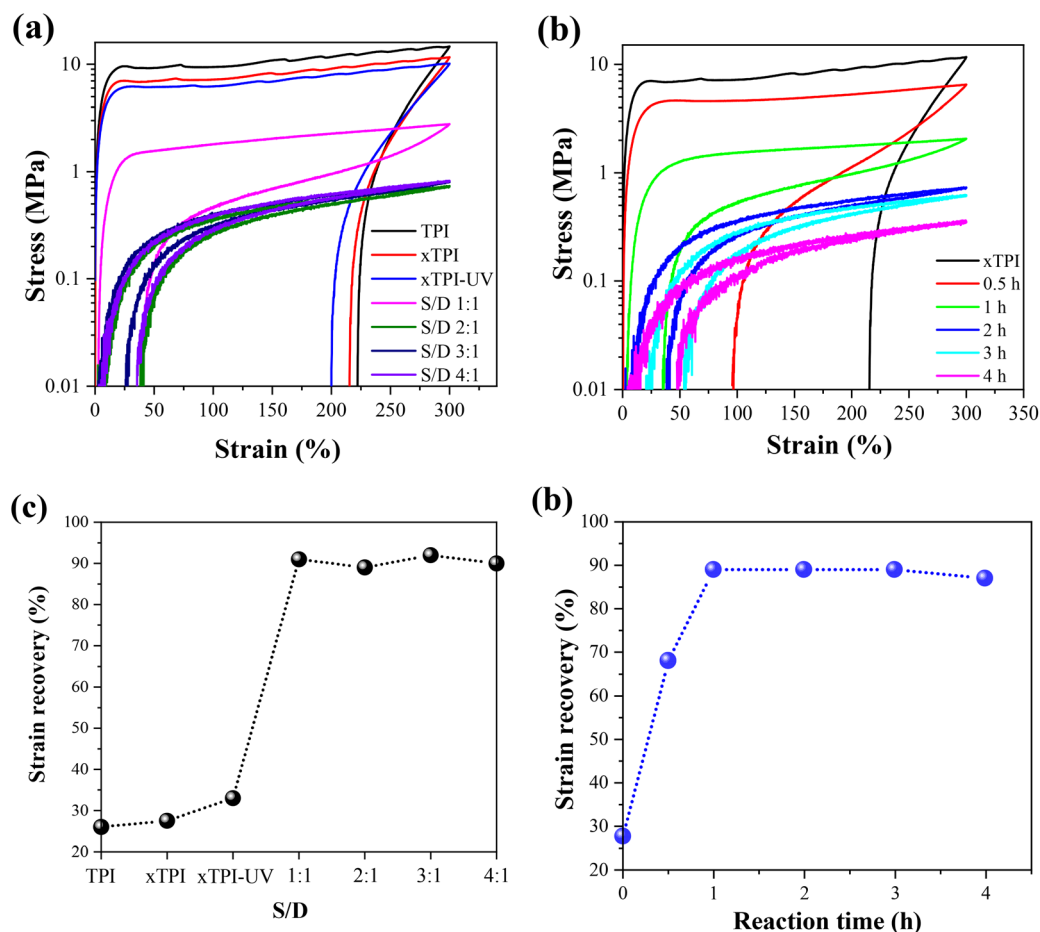 (a)
Stress (MPa)
10
1
0.1
0.01
TPI
xTPI
xTPI-UV
S/D 1:1
S/D 2:1
S/D 3:1
S/D 4:1
0 50 100 150 200 250 300
Strain (%)
(b)
Stress (MPa)
10
1
0.1
0.01
xTPI
0.5 h
1 h
2 h
3 h
4 h
0 50 100 150 200 250 300 350
Strain (%)
(c)
Strain recovery (%)
100
90
80
70
60
50
40
30
20
TPI xTPI xTPI-UV 1:1 2:1 3:1 4:1
S/D
(b)
Strain recovery (%)
100
90
80
70
60
50
40
30
20
0 1 2 3 4
Reaction time (h)